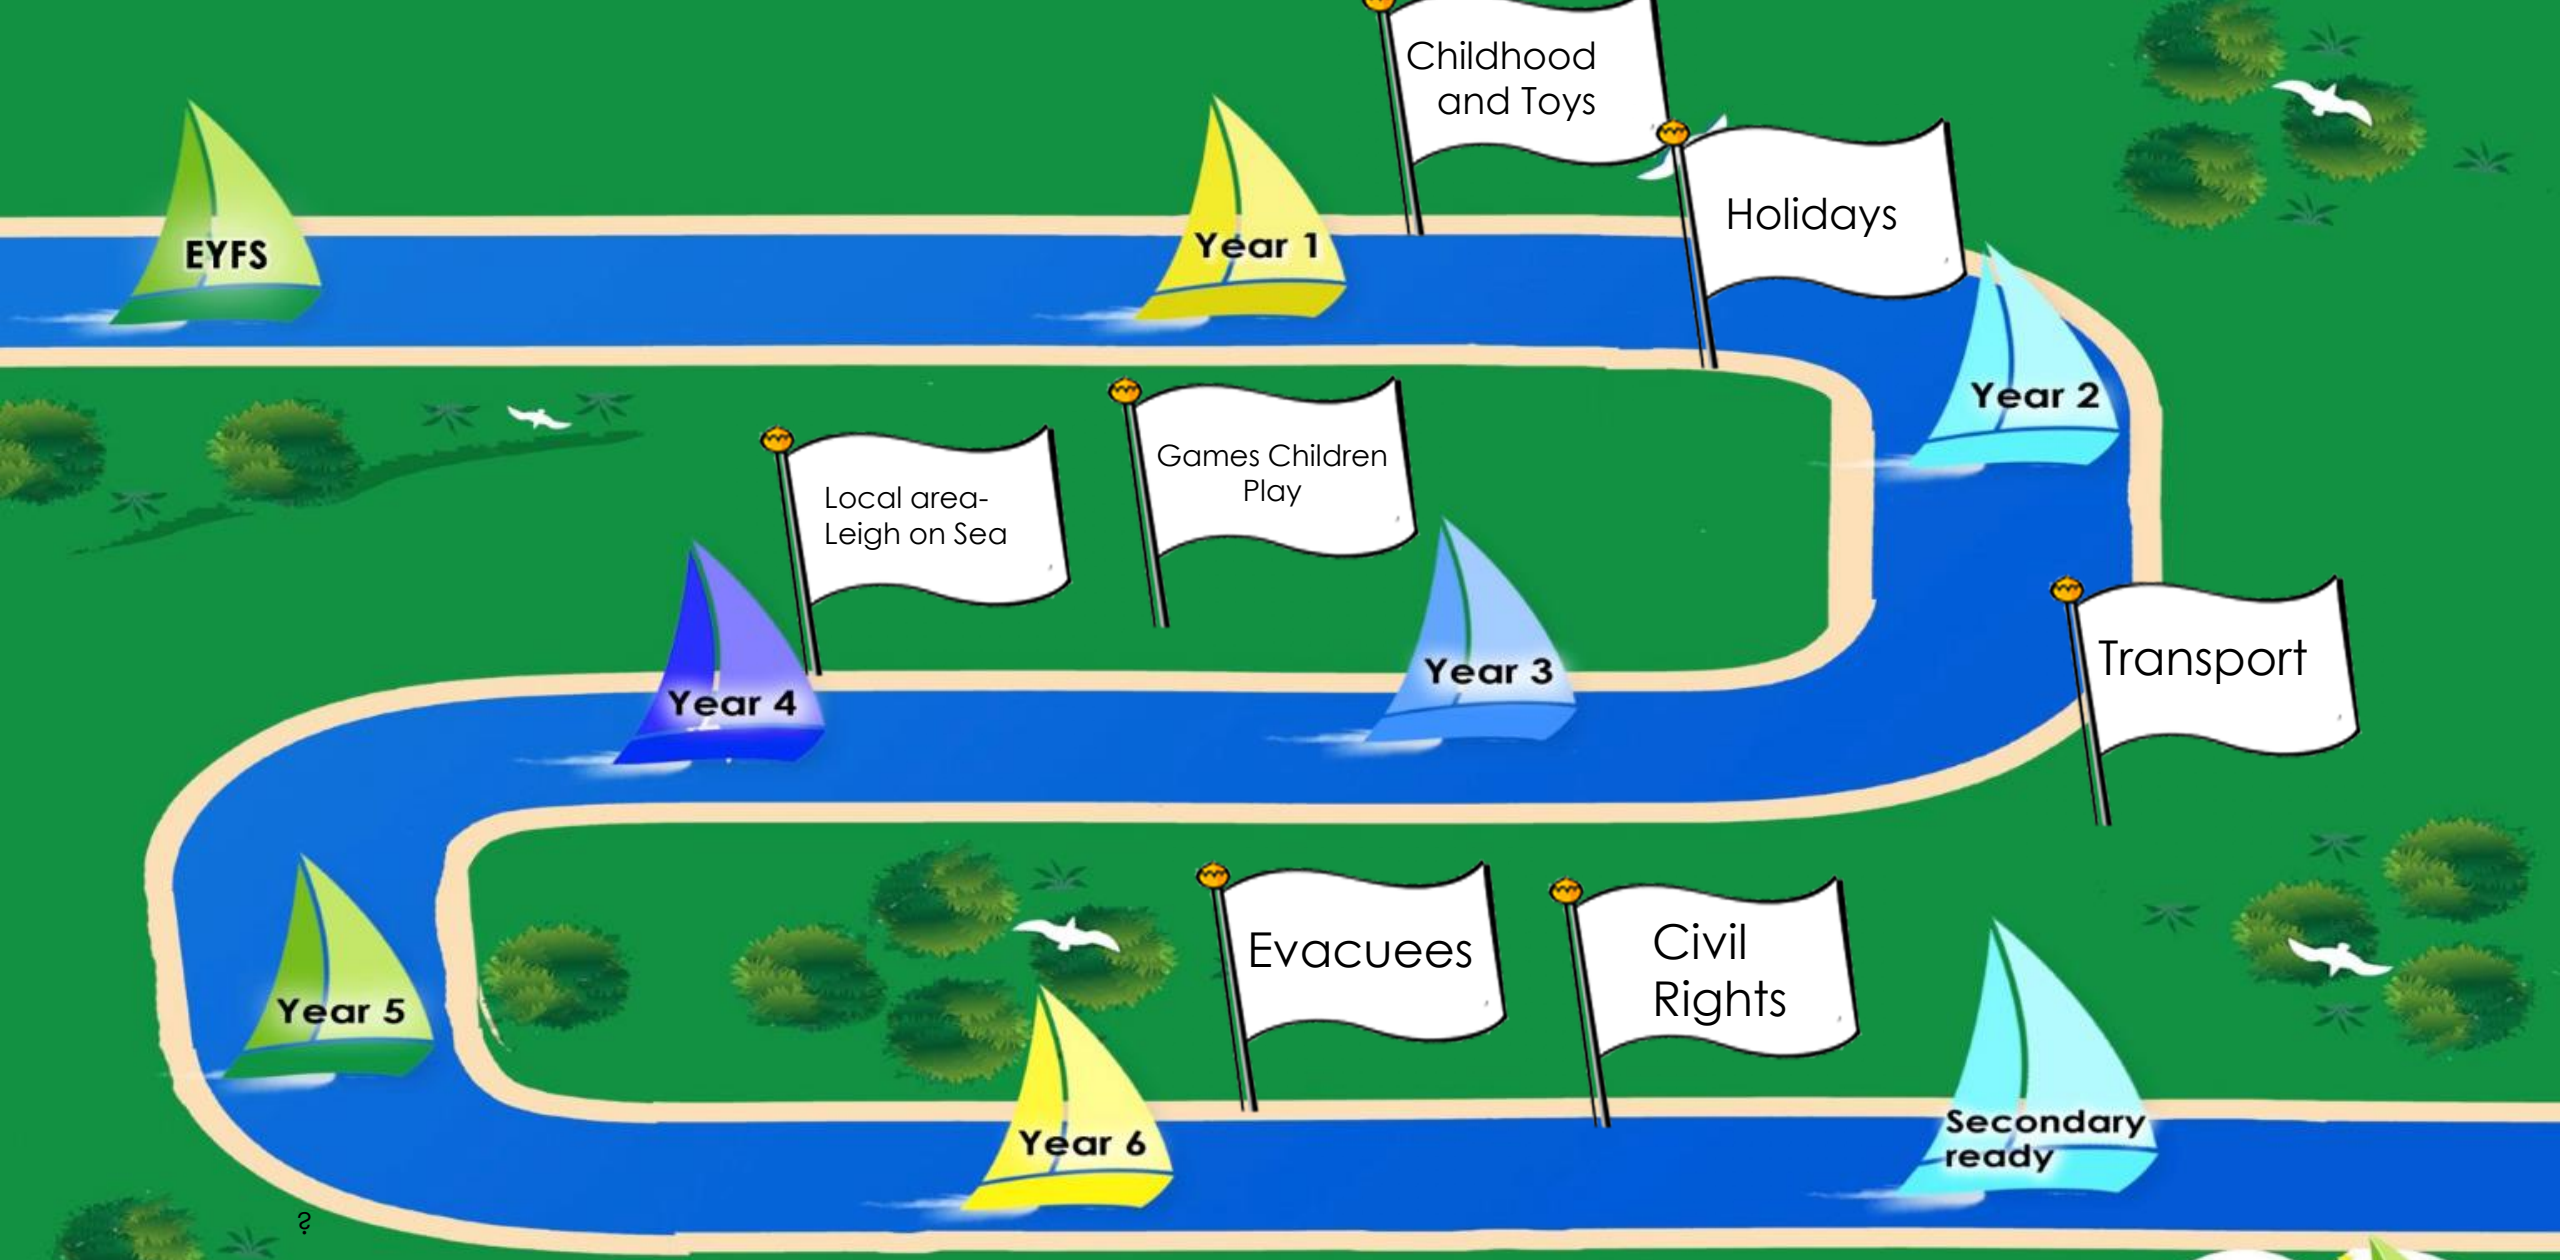 Childhood
and Toys
Holidays
EYFS
Year 1
Year 2
Games Children
Play
Local area-
Leigh on Sea
Transport
Year 3
Year 4
Evacuees
Civil
Rights
Year 5
Year 6
Secondary
ready
?